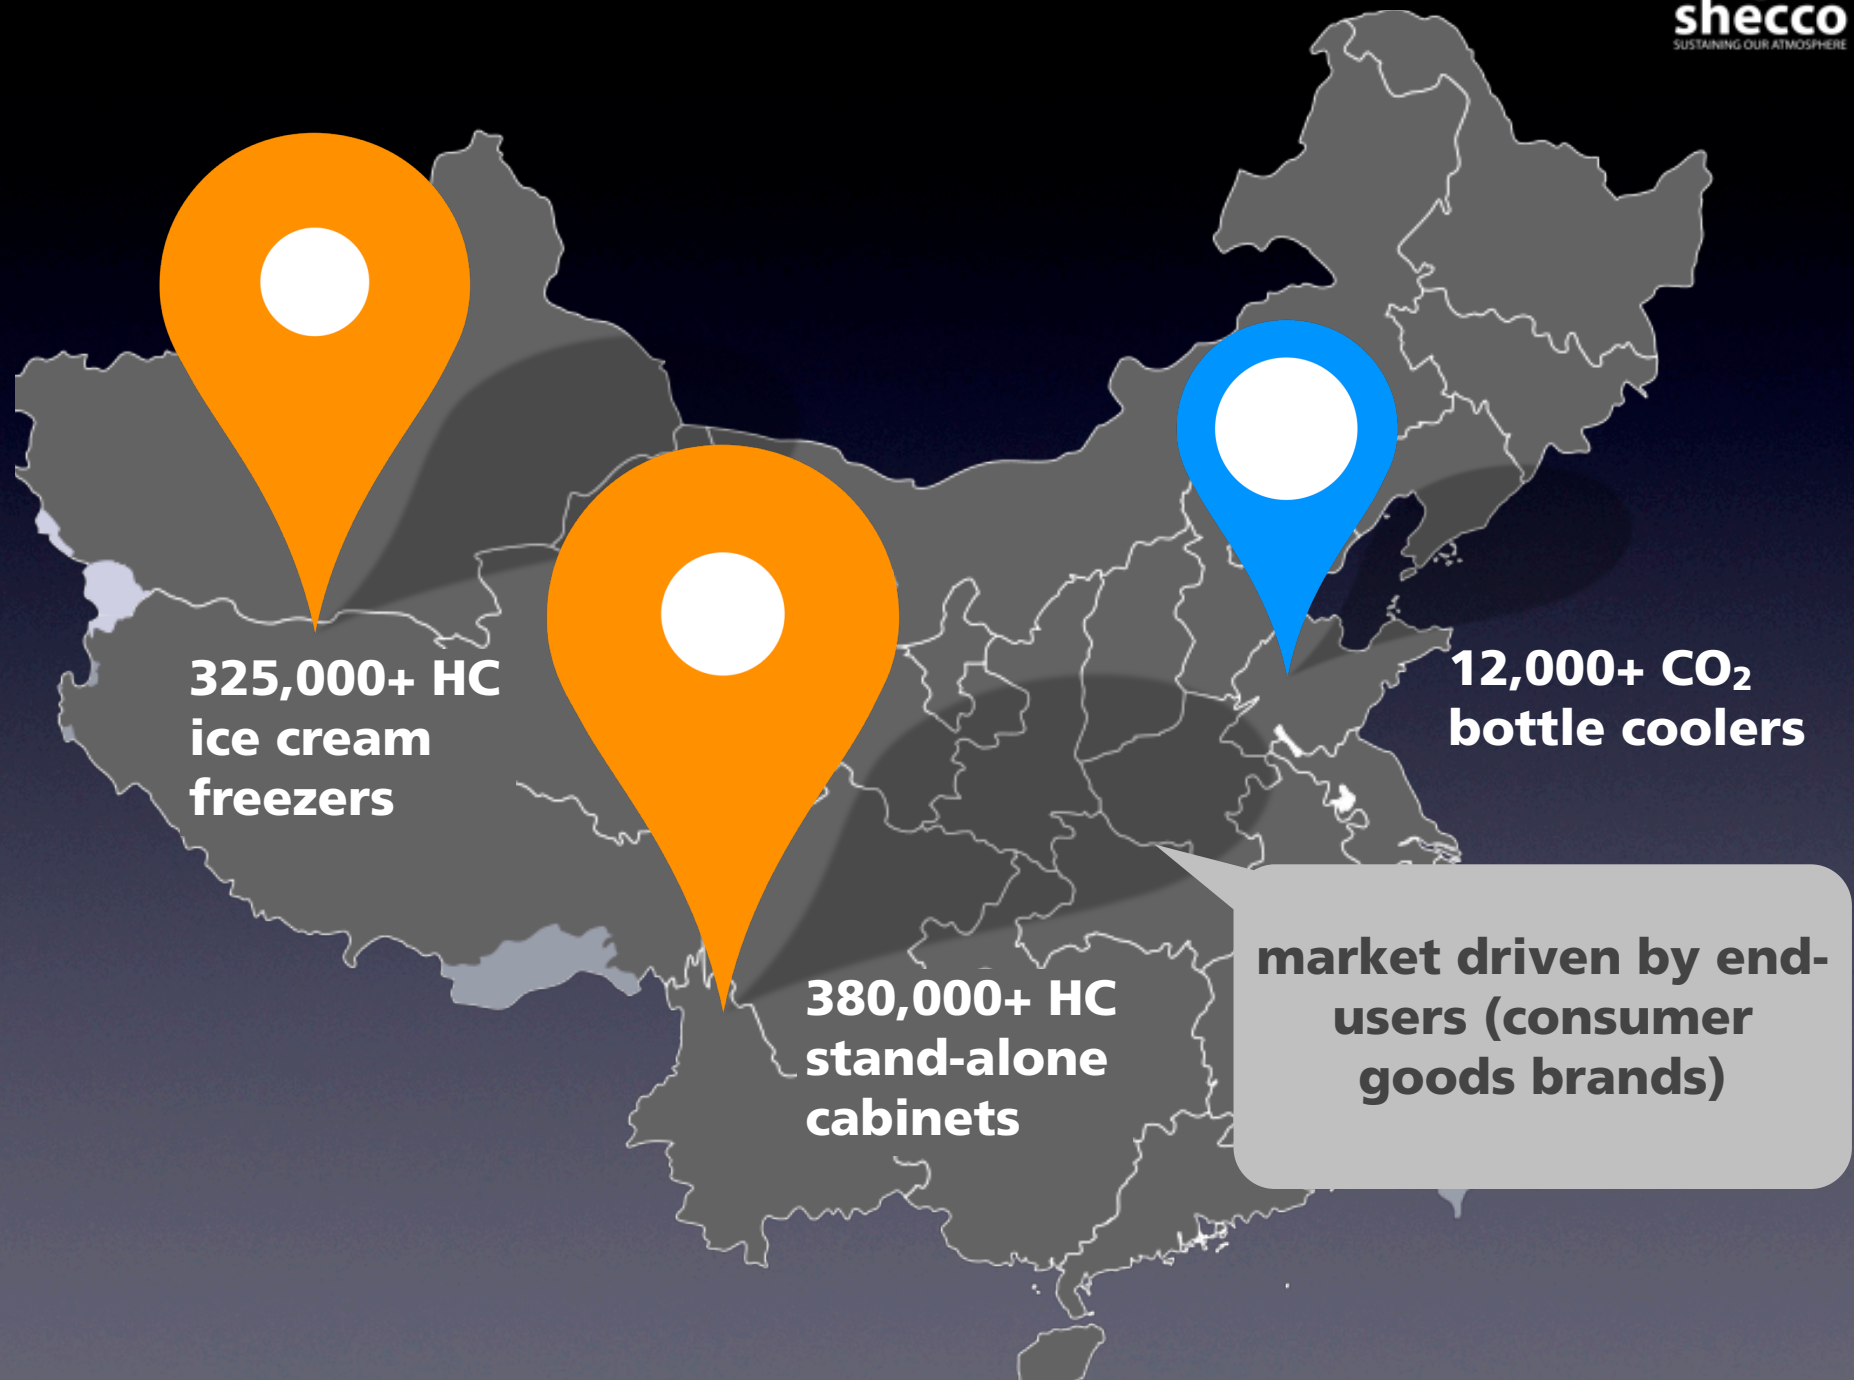 shecco
SUSTAINING OUR ATMOSPHERE
325,000+ HC
ice cream
freezers
12,000+ CO₂
bottle coolers
380,000+ HC
stand-alone
cabinets
market driven by end-
users (consumer
goods brands)